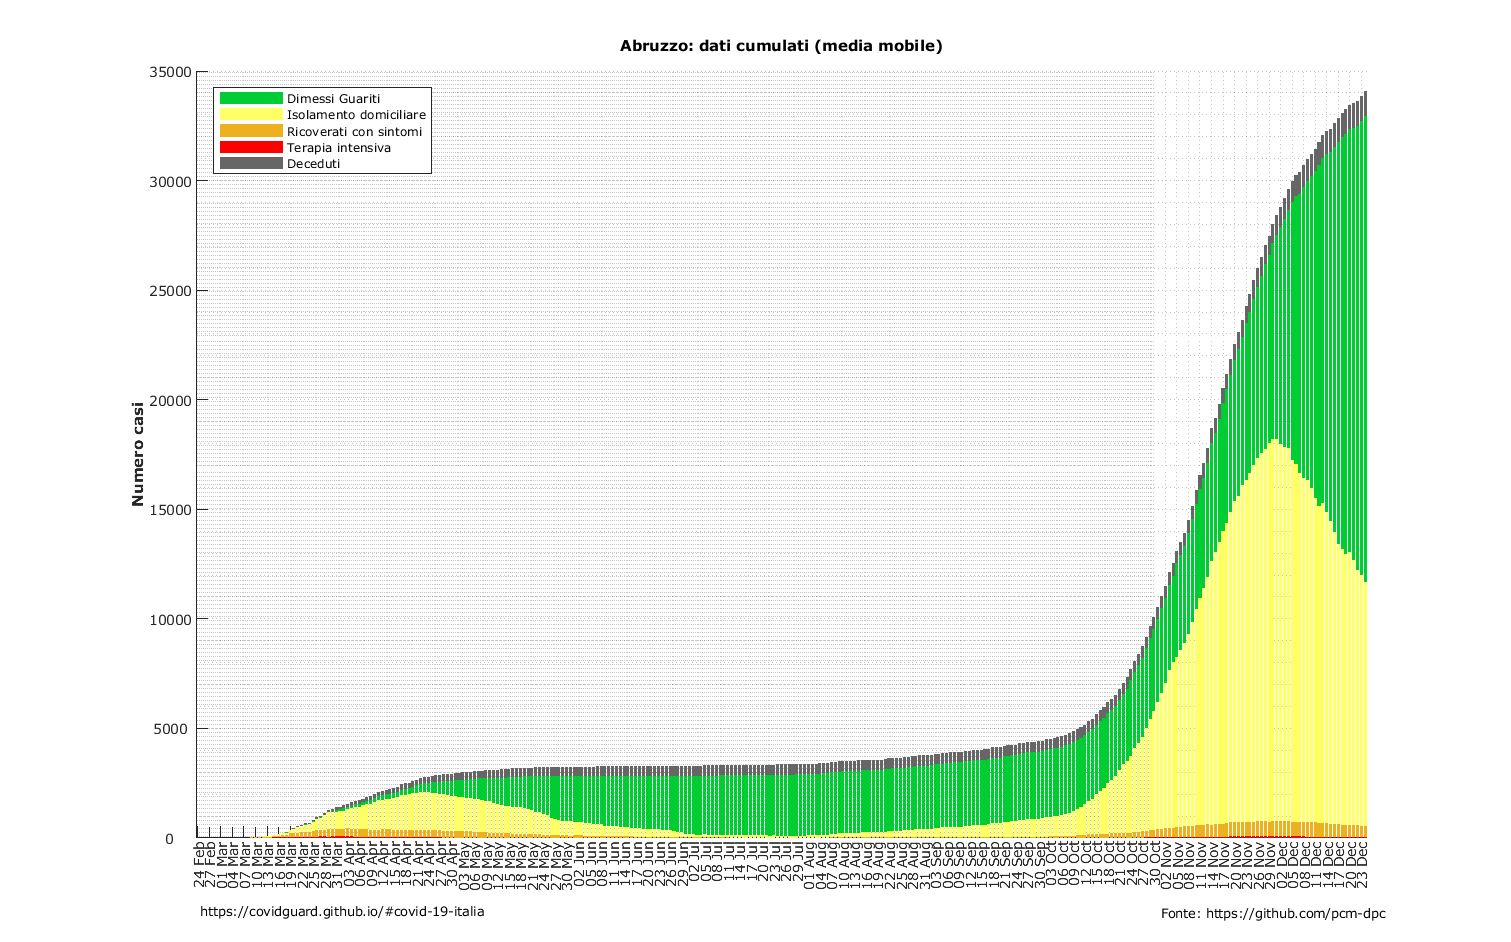 Abruzzo: dati cumulati (media mobile)
35000
30000
25000
20000
15000
10000
5000
0
Numero casi
Dimessi Guariti
Isolamento domiciliare
Ricoverati con sintomi
Terapia intensiva
Deceduti
24 Feb
27 Feb
01 Mar
04 Mar
07 Mar
10 Mar
13 Mar
16 Mar
19 Mar
22 Mar
25 Mar
28 Mar
31 Mar
03 Apr
06 Apr
09 Apr
12 Apr
15 Apr
18 Apr
21 Apr
24 Apr
27 Apr
30 Apr
03 May
06 May
09 May
12 May
15 May
18 May
21 May
24 May
27 May
30 May
02 Jun
05 Jun
08 Jun
11 Jun
14 Jun
17 Jun
20 Jun
23 Jun
26 Jun
29 Jun
02 Jul
05 Jul
08 Jul
11 Jul
14 Jul
17 Jul
20 Jul
23 Jul
26 Jul
29 Jul
01 Aug
04 Aug
07 Aug
10 Aug
13 Aug
16 Aug
19 Aug
22 Aug
25 Aug
28 Aug
31 Aug
03 Sep
06 Sep
09 Sep
12 Sep
15 Sep
18 Sep
21 Sep
24 Sep
27 Sep
30 Sep
03 Oct
06 Oct
09 Oct
12 Oct
15 Oct
18 Oct
21 Oct
24 Oct
27 Oct
30 Oct
02 Nov
05 Nov
08 Nov
11 Nov
14 Nov
17 Nov
20 Nov
23 Nov
26 Nov
29 Nov
02 Dec
05 Dec
08 Dec
11 Dec
14 Dec
17 Dec
20 Dec
23 Dec
https://covidguard.github.io/#covid-19-italia
Fonte: https://github.com/pcm-dpc